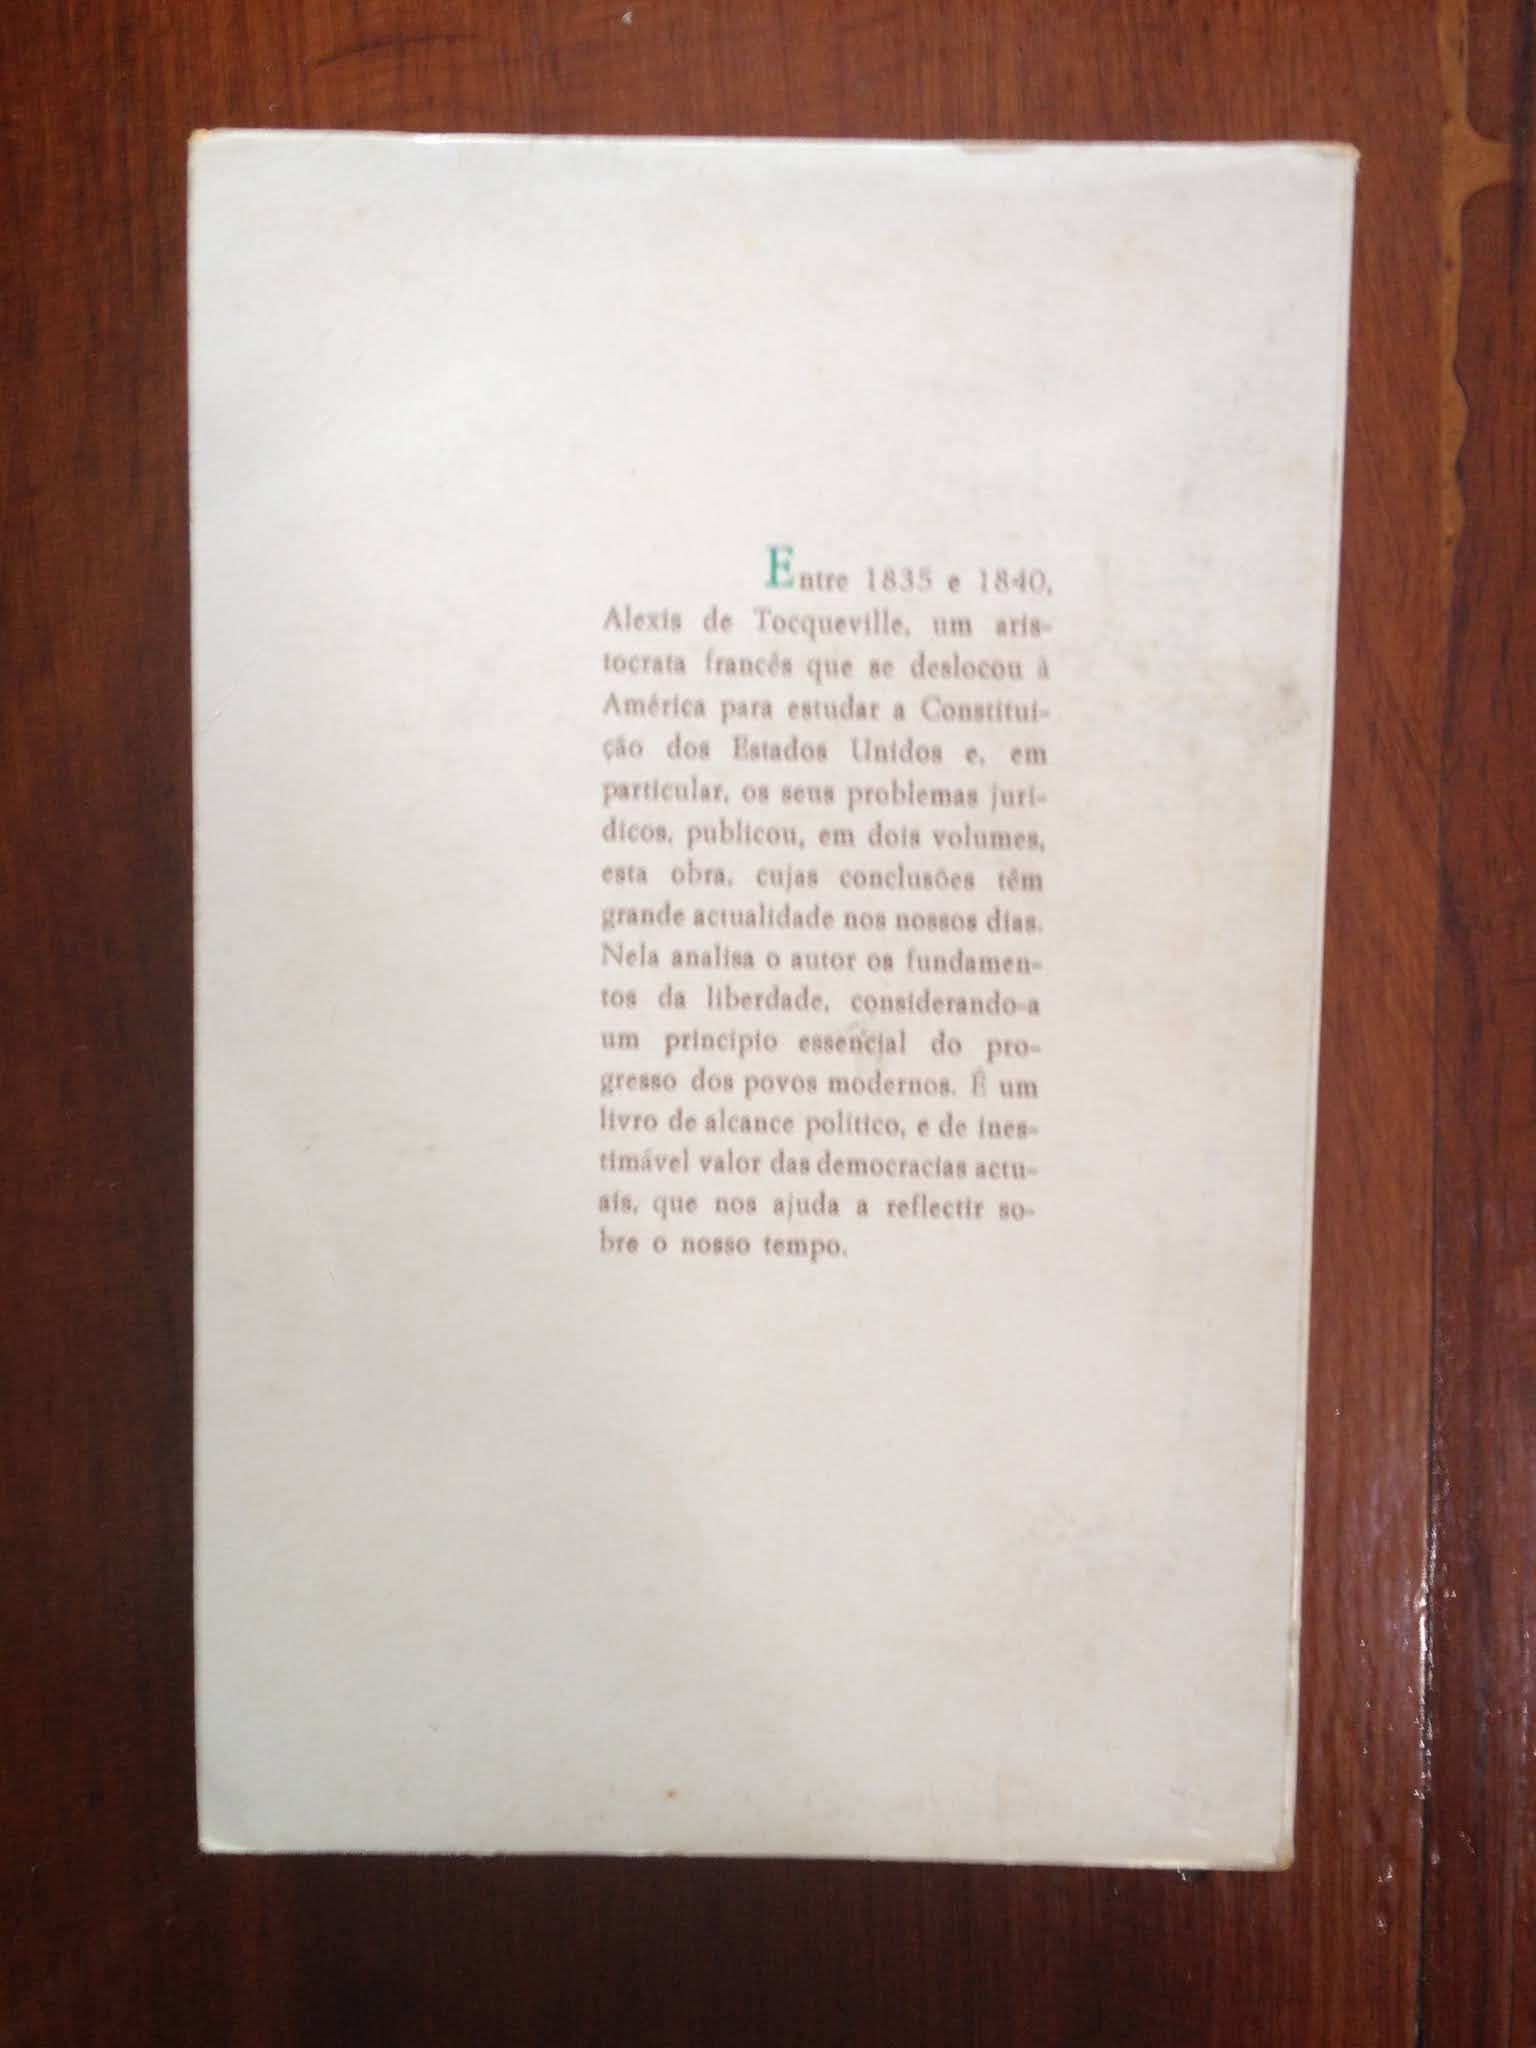 Entre 1835 e 1840,
Alexis de Tocqueville, um aris-
tocrata francês que se deslocou à
América para estudar a Constitui-
ção dos Estados Unidos e, em
particular, os seus problemas jurí-
dicos, publicou, em dois volumes,
esta obra, cujas conclusões têm
grande actualidade nos nossos dias.
Nela analisa o autor os fundamen-
tos da liberdade, considerando-a
um princípio essencial do pro-
gresso dos povos modernos. É um
livro de alcance político, e de ines-
timável valor das democracias actu-
ais, que nos ajuda a reflectir so-
bre o nosso tempo.